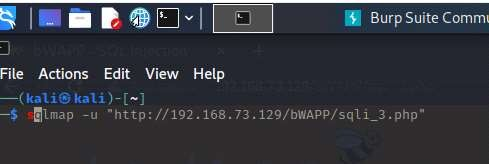 Burp Suite Commu
bWAPP - SQL Injection
File Actions Edit View Help
──(kali㉿kali)-[~]
─$ sqlmap -u "http://192.168.73.129/bWAPP/sqli_3.php"